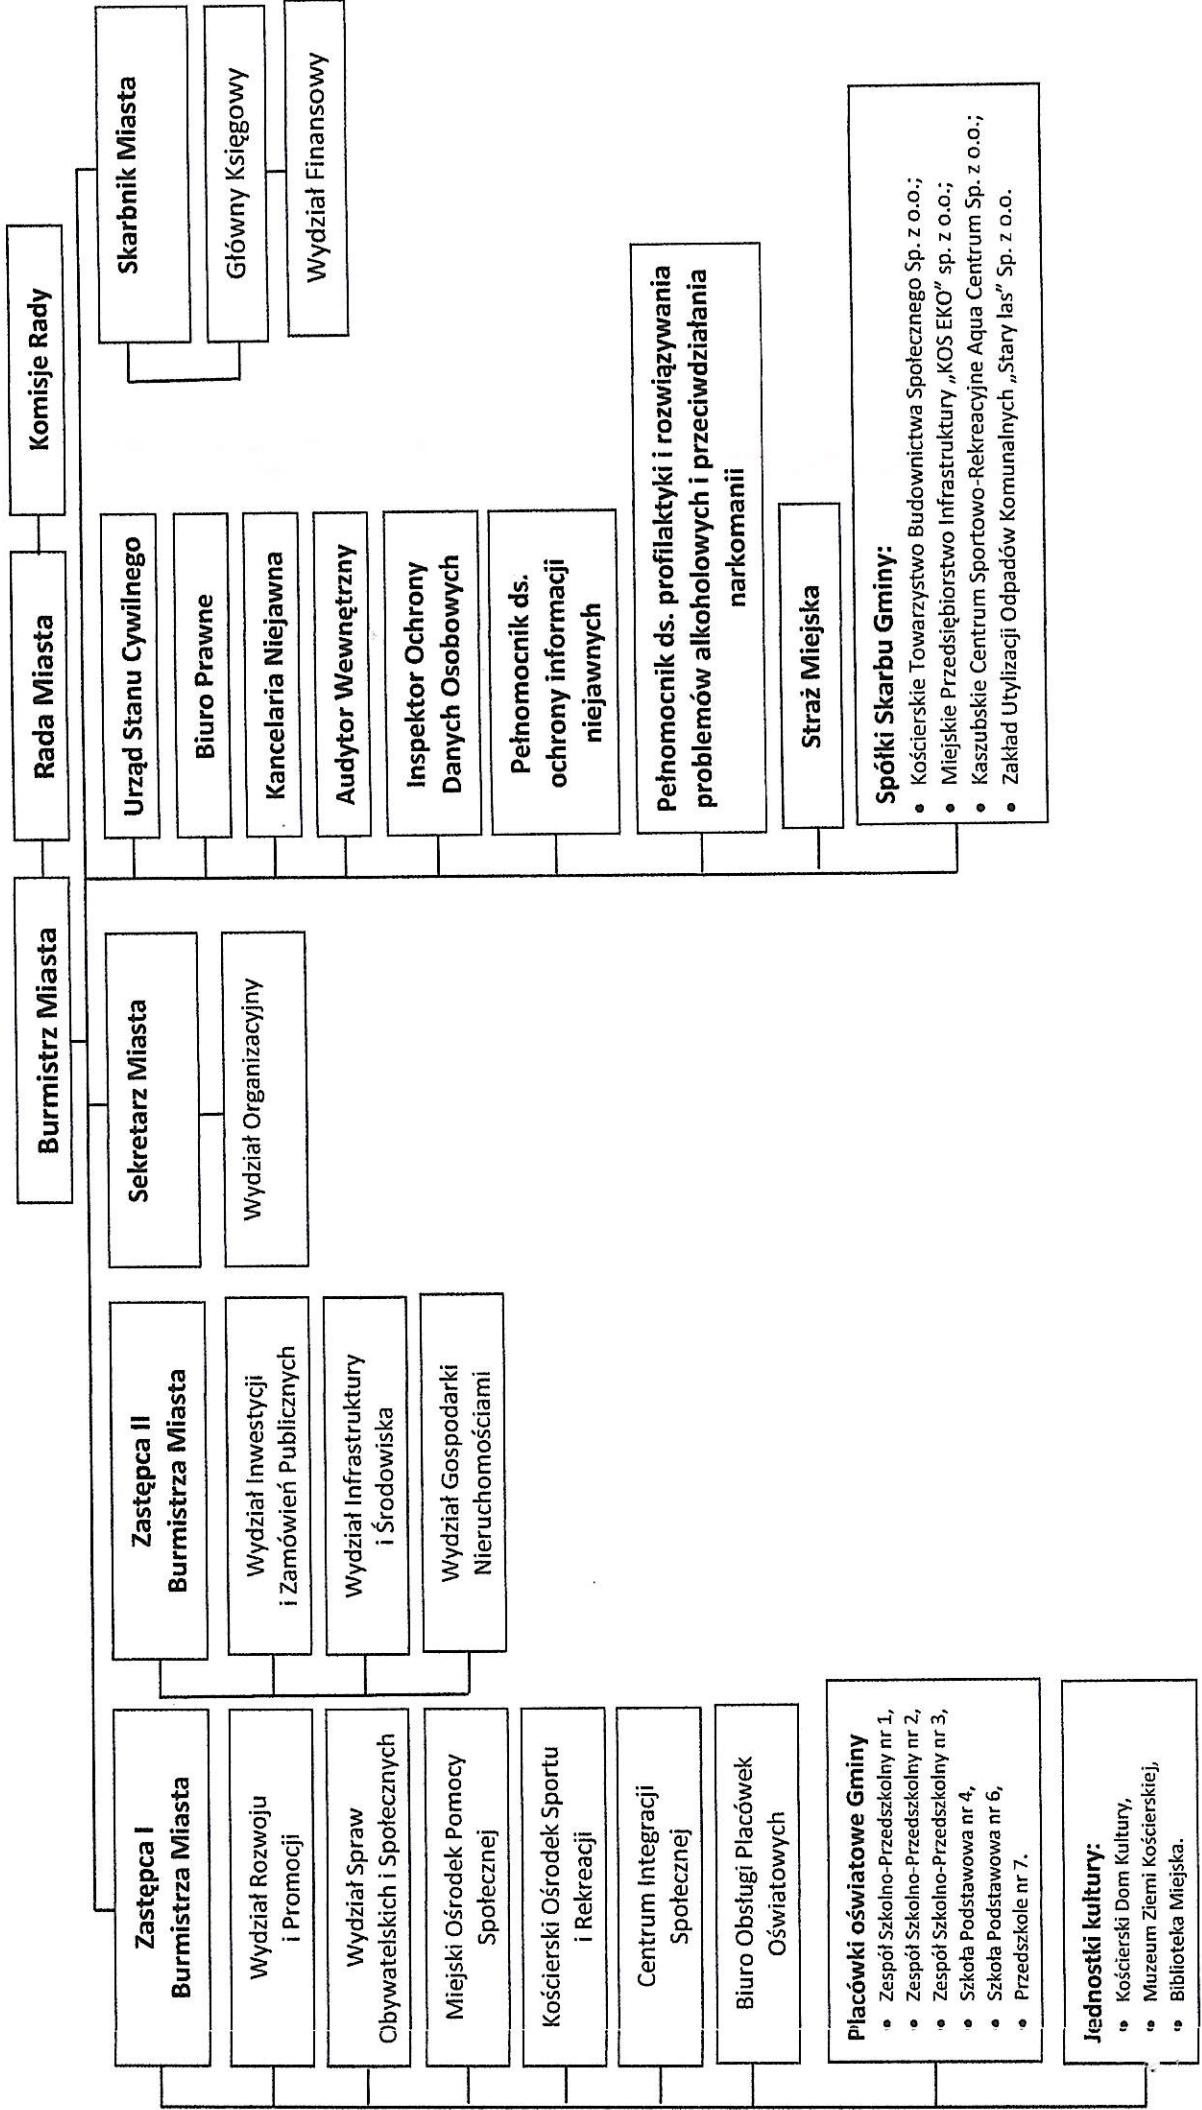 Burmistrz Miasta
Rada Miasta
Komisje Rady
Zastępca I
Burmistrza Miasta
Wydział Rozwoju
i Promocji
Wydział Spraw
Obywatelskich i Społecznych
Miejski Ośrodek Pomocy
Społecznej
Kościerski Ośrodek Sportu
i Rekreacji
Centrum Integracji
Społecznej
Biuro Obsługi Placówek
Oświatowych
Placówki oświatowe Gminy
• Zespół Szkolno-Przedszkolny nr 1,
• Zespół Szkolno-Przedszkolny nr 2,
• Zespół Szkolno-Przedszkolny nr 3,
• Szkoła Podstawowa nr 4,
• Szkoła Podstawowa nr 6,
• Przedszkole nr 7.
Jednostki kultury:
• Kościerski Dom Kultury,
• Muzeum Ziemi Kościerskiej,
• Biblioteka Miejska.
Zastępca II
Burmistrza Miasta
Wydział Inwestycji
i Zamówień Publicznych
Wydział Infrastruktury
i Środowiska
Wydział Gospodarki
Nieruchomościami
Sekretarz Miasta
Wydział Organizacyjny
Urząd Stanu Cywilnego
Biuro Prawne
Kancelaria Niejawna
Audytor Wewnętrzny
Inspektor Ochrony
Danych Osobowych
Pełnomocnik ds.
ochrony informacji
niejawnych
Pełnomocnik ds. profilaktyki i rozwiązywania
problemów alkoholowych i przeciwdziałania
narkomanii
Straż Miejska
Spółki Skarbu Gminy:
• Kościerskie Towarzystwo Budownictwa Społecznego Sp. z o.o.;
• Miejskie Przedsiębiorstwo Infrastruktury „KOS EKO” sp. z o.o.;
• Kaszubskie Centrum Sportowo-Rekreacyjne Aqua Centrum Sp. z o.o.;
• Zakład Utylizacji Odpadów Komunalnych „Stary las” Sp. z o.o.
Skarbnik Miasta
Główny Księgowy
Wydział Finansowy